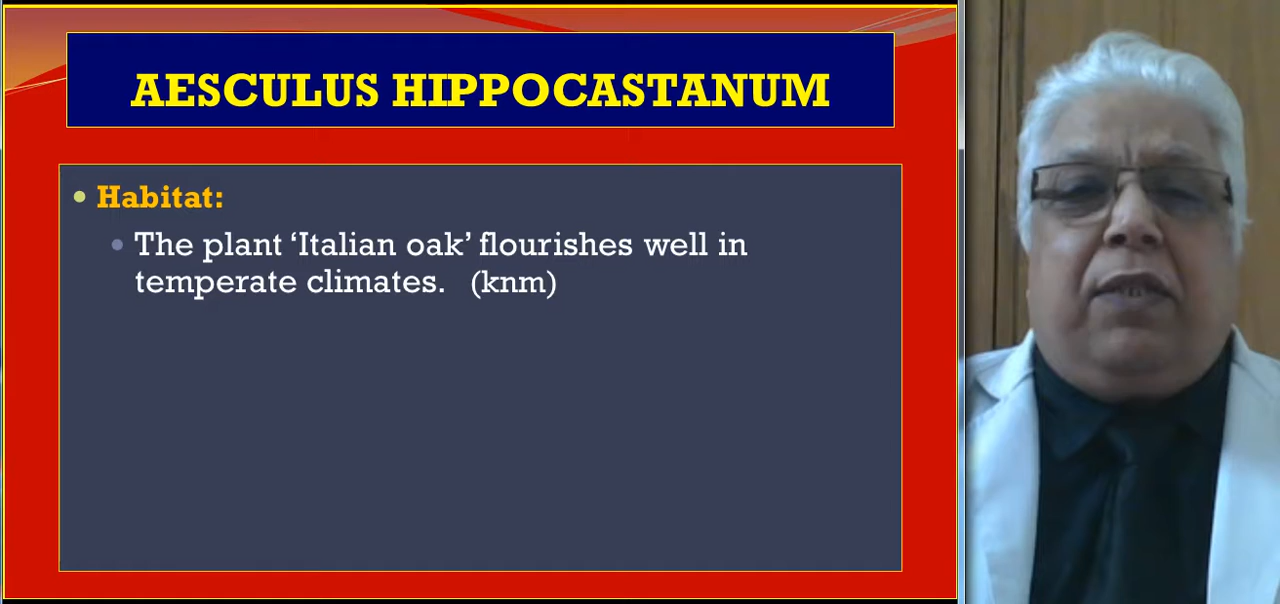 AESCULUS HIPPOCASTANUM
Habitat:
The plant ‘Italian oak’ flourishes well in
temperate climates. (knm)